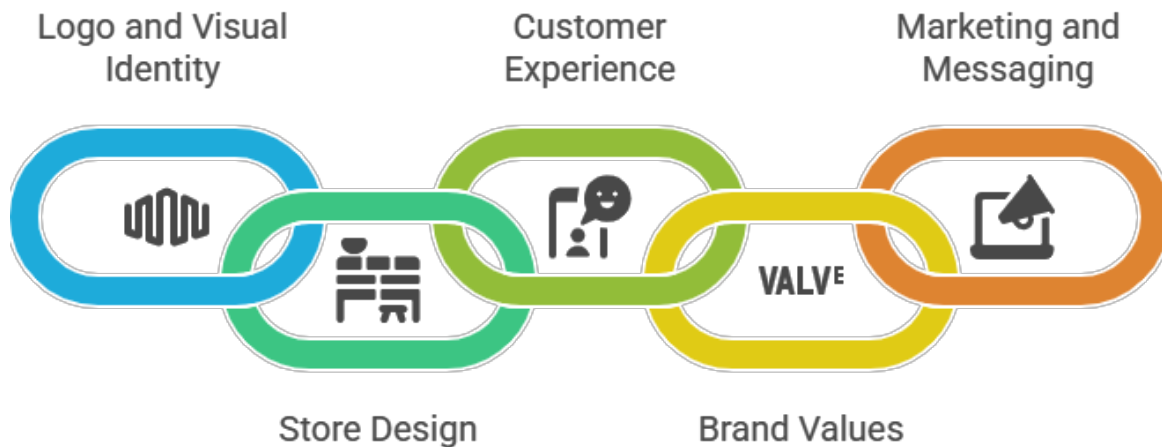 Logo and Visual
Identity
Customer
Experience
Marketing and
Messaging
VALVE
Store Design
Brand Values